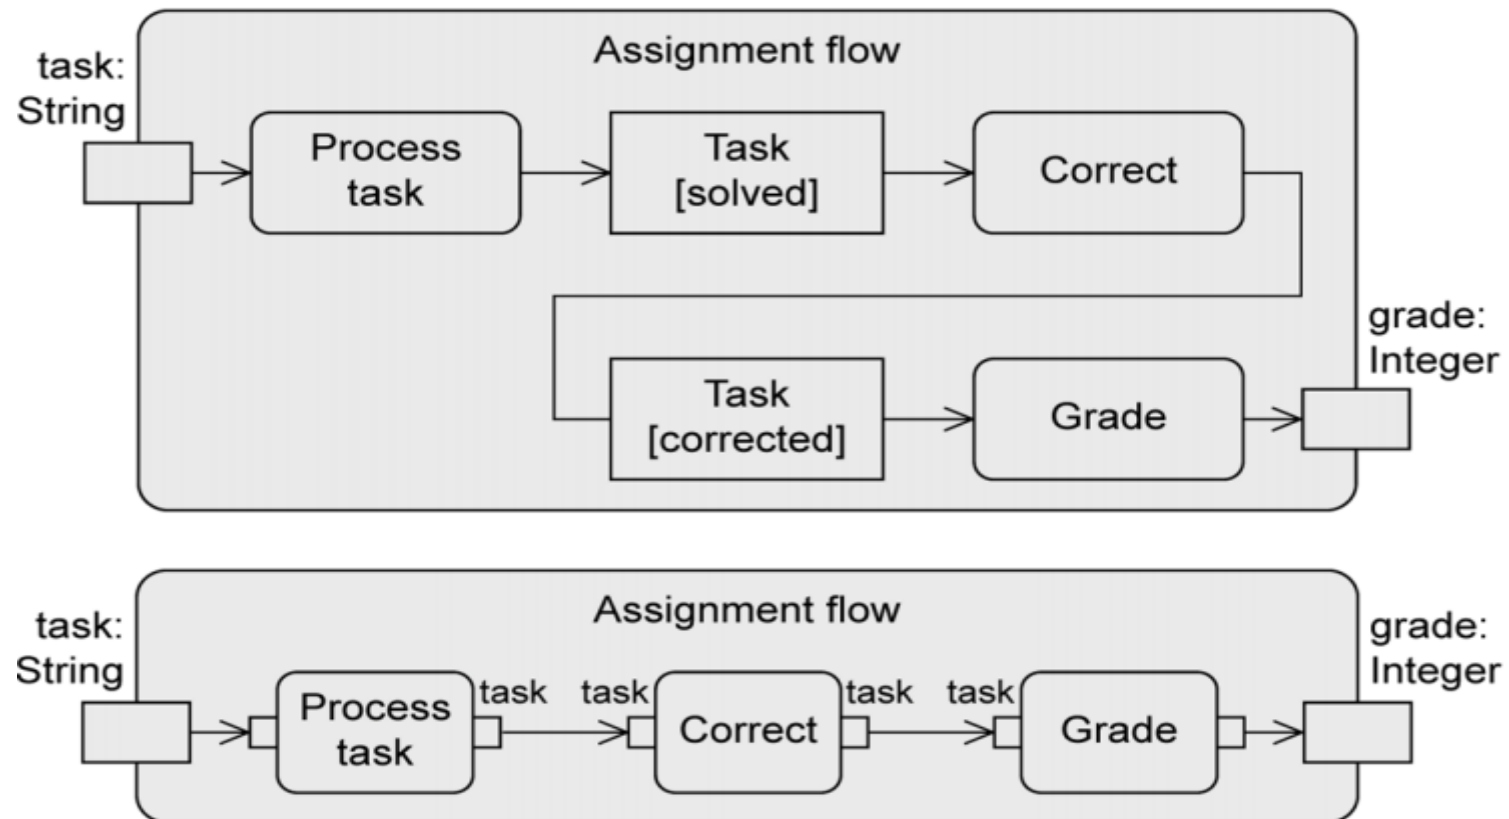 Assignment flow
task:
String
Process
task
Task
[solved]
Correct
grade:
Integer
Task
[corrected]
Grade
Assignment flow
task:
String
Process
task
task
task
Correct
task
task
Grade
grade:
Integer